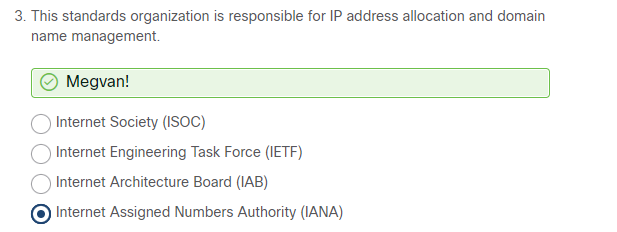 3. This standards organization is responsible for IP address allocation and domain
name management.
Megvan!
Internet Society (ISOC)
Internet Engineering Task Force (IETF)
Internet Architecture Board (IAB)
Internet Assigned Numbers Authority (IANA)